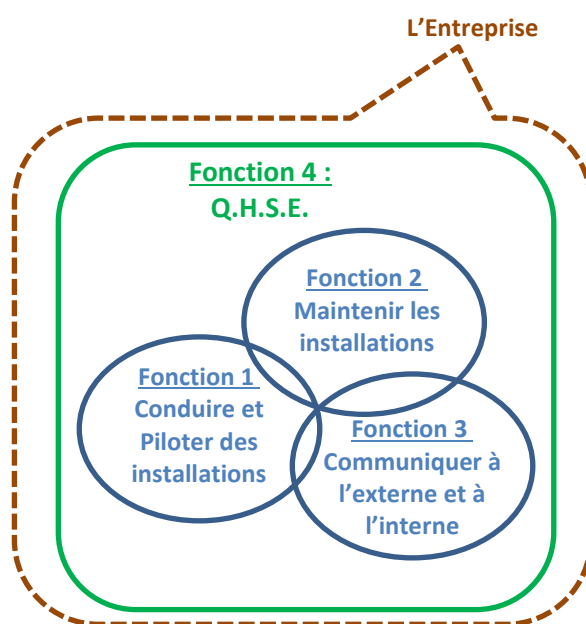 L’Entreprise
Fonction 4 :
Q.H.S.E.
Fonction 2
Maintenir les
installations
Fonction 1
Conduire et
Piloter des
installations
Fonction 3
Communiquer à
l’externe et à
l’interne